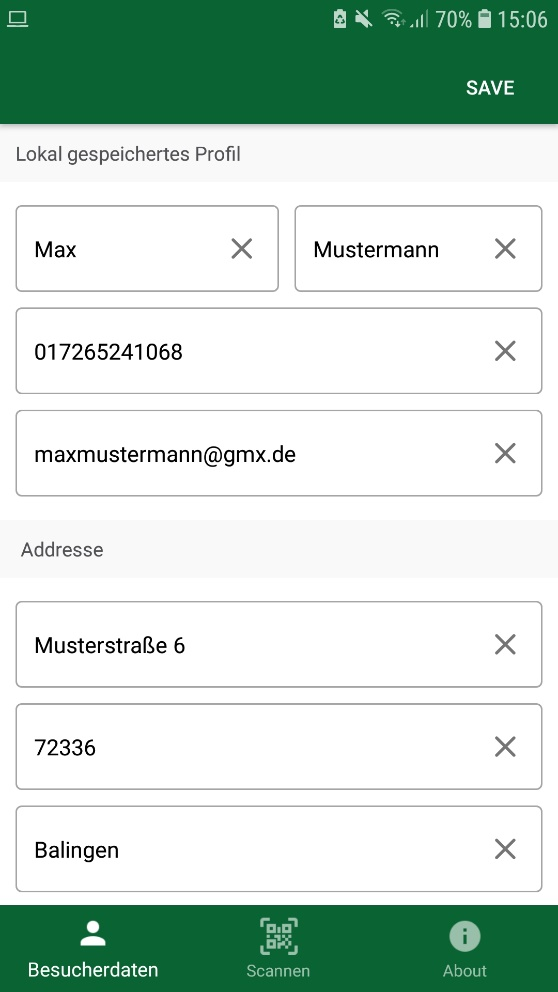 70% 15:06
SAVE
Lokal gespeichertes Profil
Max Mustermann
017265241068
maxmustermann@gmx.de
Addresse
Musterstraße 6
72336
Balingen
Besucherdaten Scannen About